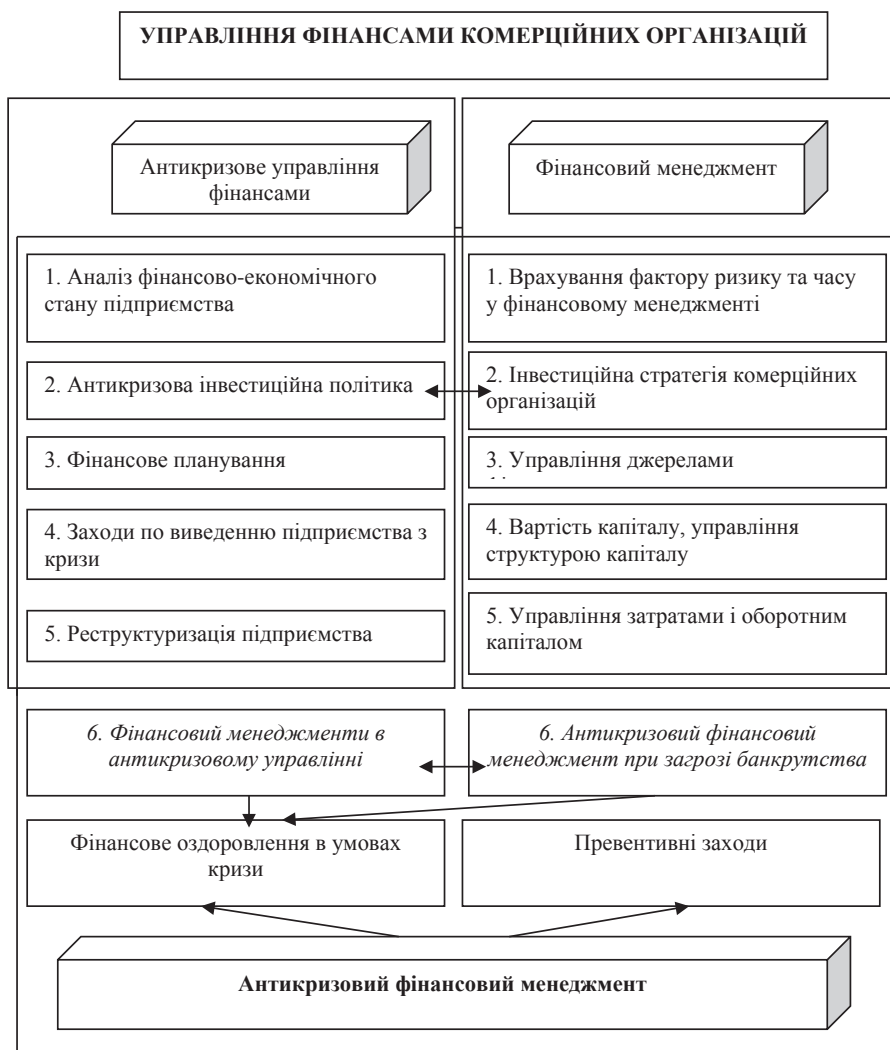 УПРАВЛІННЯ ФІНАНСАМИ КОМЕРЦІЙНИХ ОРГАНІЗАЦІЙ
Антикризове управління
фінансами
Фінансовий менеджмент
1. Аналіз фінансово-економічного
стану підприємства
1. Врахування фактору ризику та часу
у фінансовому менеджменті
2. Антикризова інвестиційна політика
2. Інвестиційна стратегія комерційних
організацій
3. Фінансове планування
3. Управління джерелами
4. Заходи по виведенню підприємства з
кризи
4. Вартість капіталу, управління
структурою капіталу
5. Реструктуризація підприємства
5. Управління затратами і оборотним
капіталом
6. Фінансовий менеджменти в
антикризовому управлінні
6. Антикризовий фінансовий
менеджмент при загрозі банкрутства
Фінансове оздоровлення в умовах
кризи
Превентивні заходи
Антикризовий фінансовий менеджмент